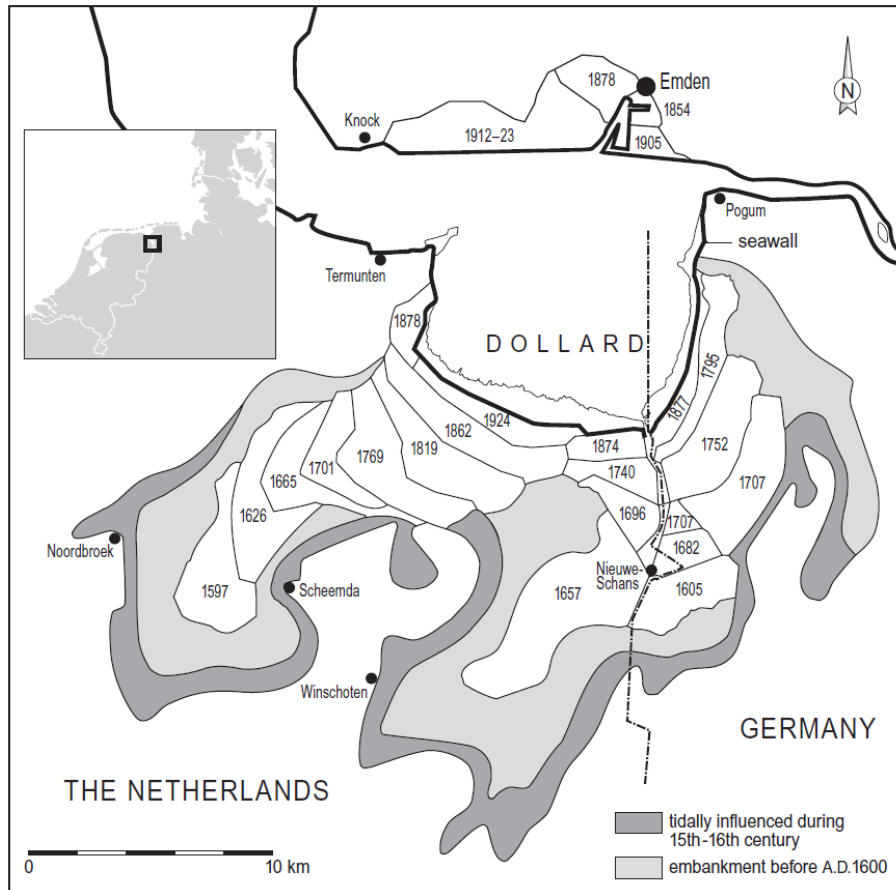 Emden
1878
1854
N
Knock
1912–23
1905
Pogum
seawall
Termunten
1878
DOLLARD
1795
1877
1924
1862
1874
1752
1819
1769
1701
1740
1665
1707
1626
1696
1707
Noordbroek
1682
Nieuwe-
Schans
1597
Scheemda
1657
1605
Winschoten
GERMANY
THE NETHERLANDS
tidally influenced during
15th-16th century
0
10 km
embankment before A.D.1600